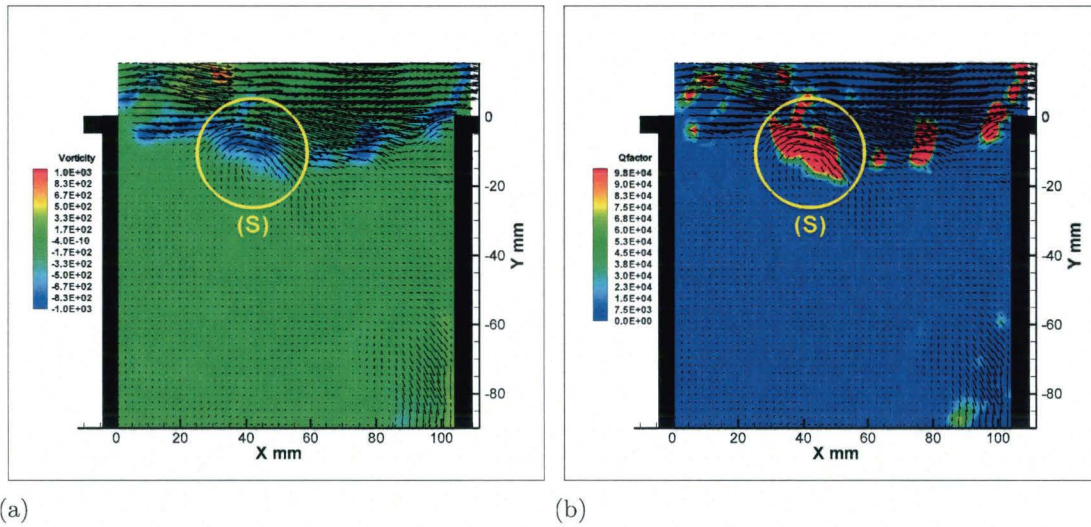 Vorticity
1.0E+03
8.3E+02
6.7E+02
5.0E+02
3.3E+02
1.7E+02
-4.0E-10
-1.7E+02
-3.3E+02
-5.0E+02
-6.7E+02
-8.3E+02
-1.0E+03
(S)
0
-20
-40
-60
-80
Y mm
0 20 40 60 80 100
X mm
(a)
Qfactor
9.8E+04
9.0E+04
8.3E+04
7.5E+04
6.8E+04
6.0E+04
5.3E+04
4.5E+04
3.8E+04
3.0E+04
2.3E+04
1.5E+04
7.5E+03
0.0E+00
(S)
0
-20
-40
-60
-80
Y mm
0 20 40 60 80 100
X mm
(b)